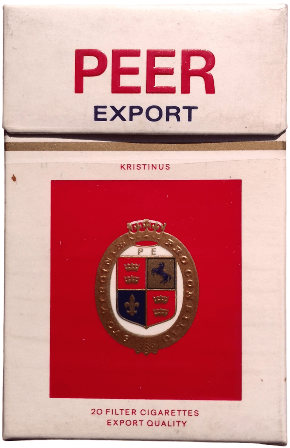 PEER
EXPORT
KRISTINUS
P E
20 FILTER CIGARETTES
EXPORT QUALITY